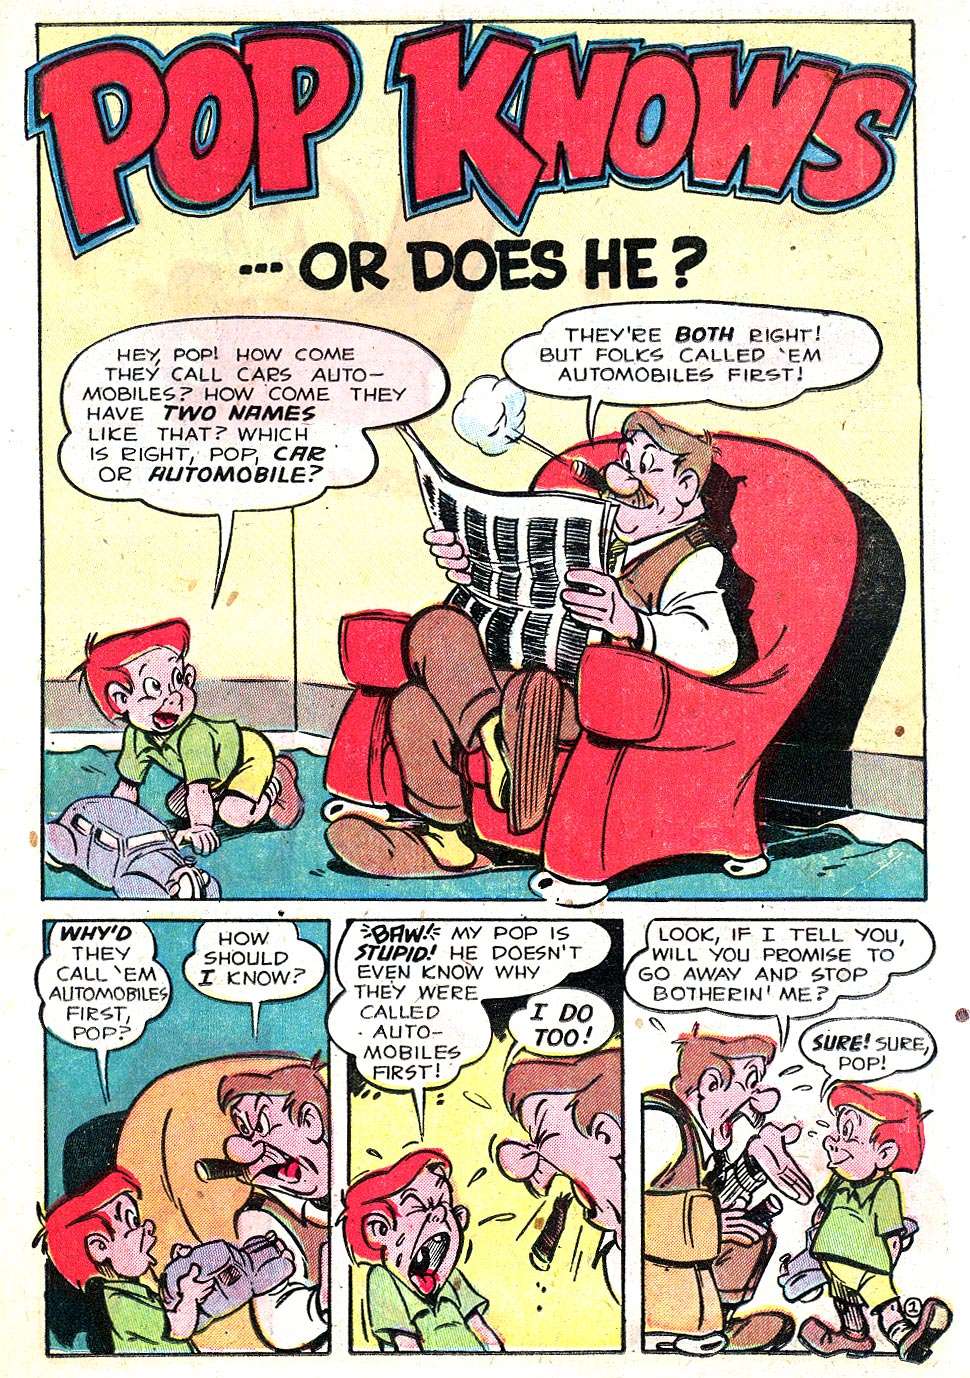 POP KNOWS
... OR DOES HE?
HEY, POP! HOW COME
THEY CALL CARS AUTO-
MOBILES? HOW COME THEY
HAVE TWO NAMES
LIKE THAT? WHICH
IS RIGHT, POP, CAR
OR AUTOMOBILE?
THEY'RE BOTH RIGHT!
BUT FOLKS CALLED 'EM
AUTOMOBILES FIRST!
WHY'D
THEY
CALL 'EM
AUTOMOBILES
FIRST,
POP?
HOW
SHOULD
I KNOW?
BAW! MY POP IS
STUPID! HE DOESN'T
EVEN KNOW WHY
THEY WERE
CALLED
AUTO-
MOBILES
FIRST!
I DO
TOO!
LOOK, IF I TELL YOU,
WILL YOU PROMISE TO
GO AWAY AND STOP
BOTHERIN' ME?
SURE! SURE,
POP!
1